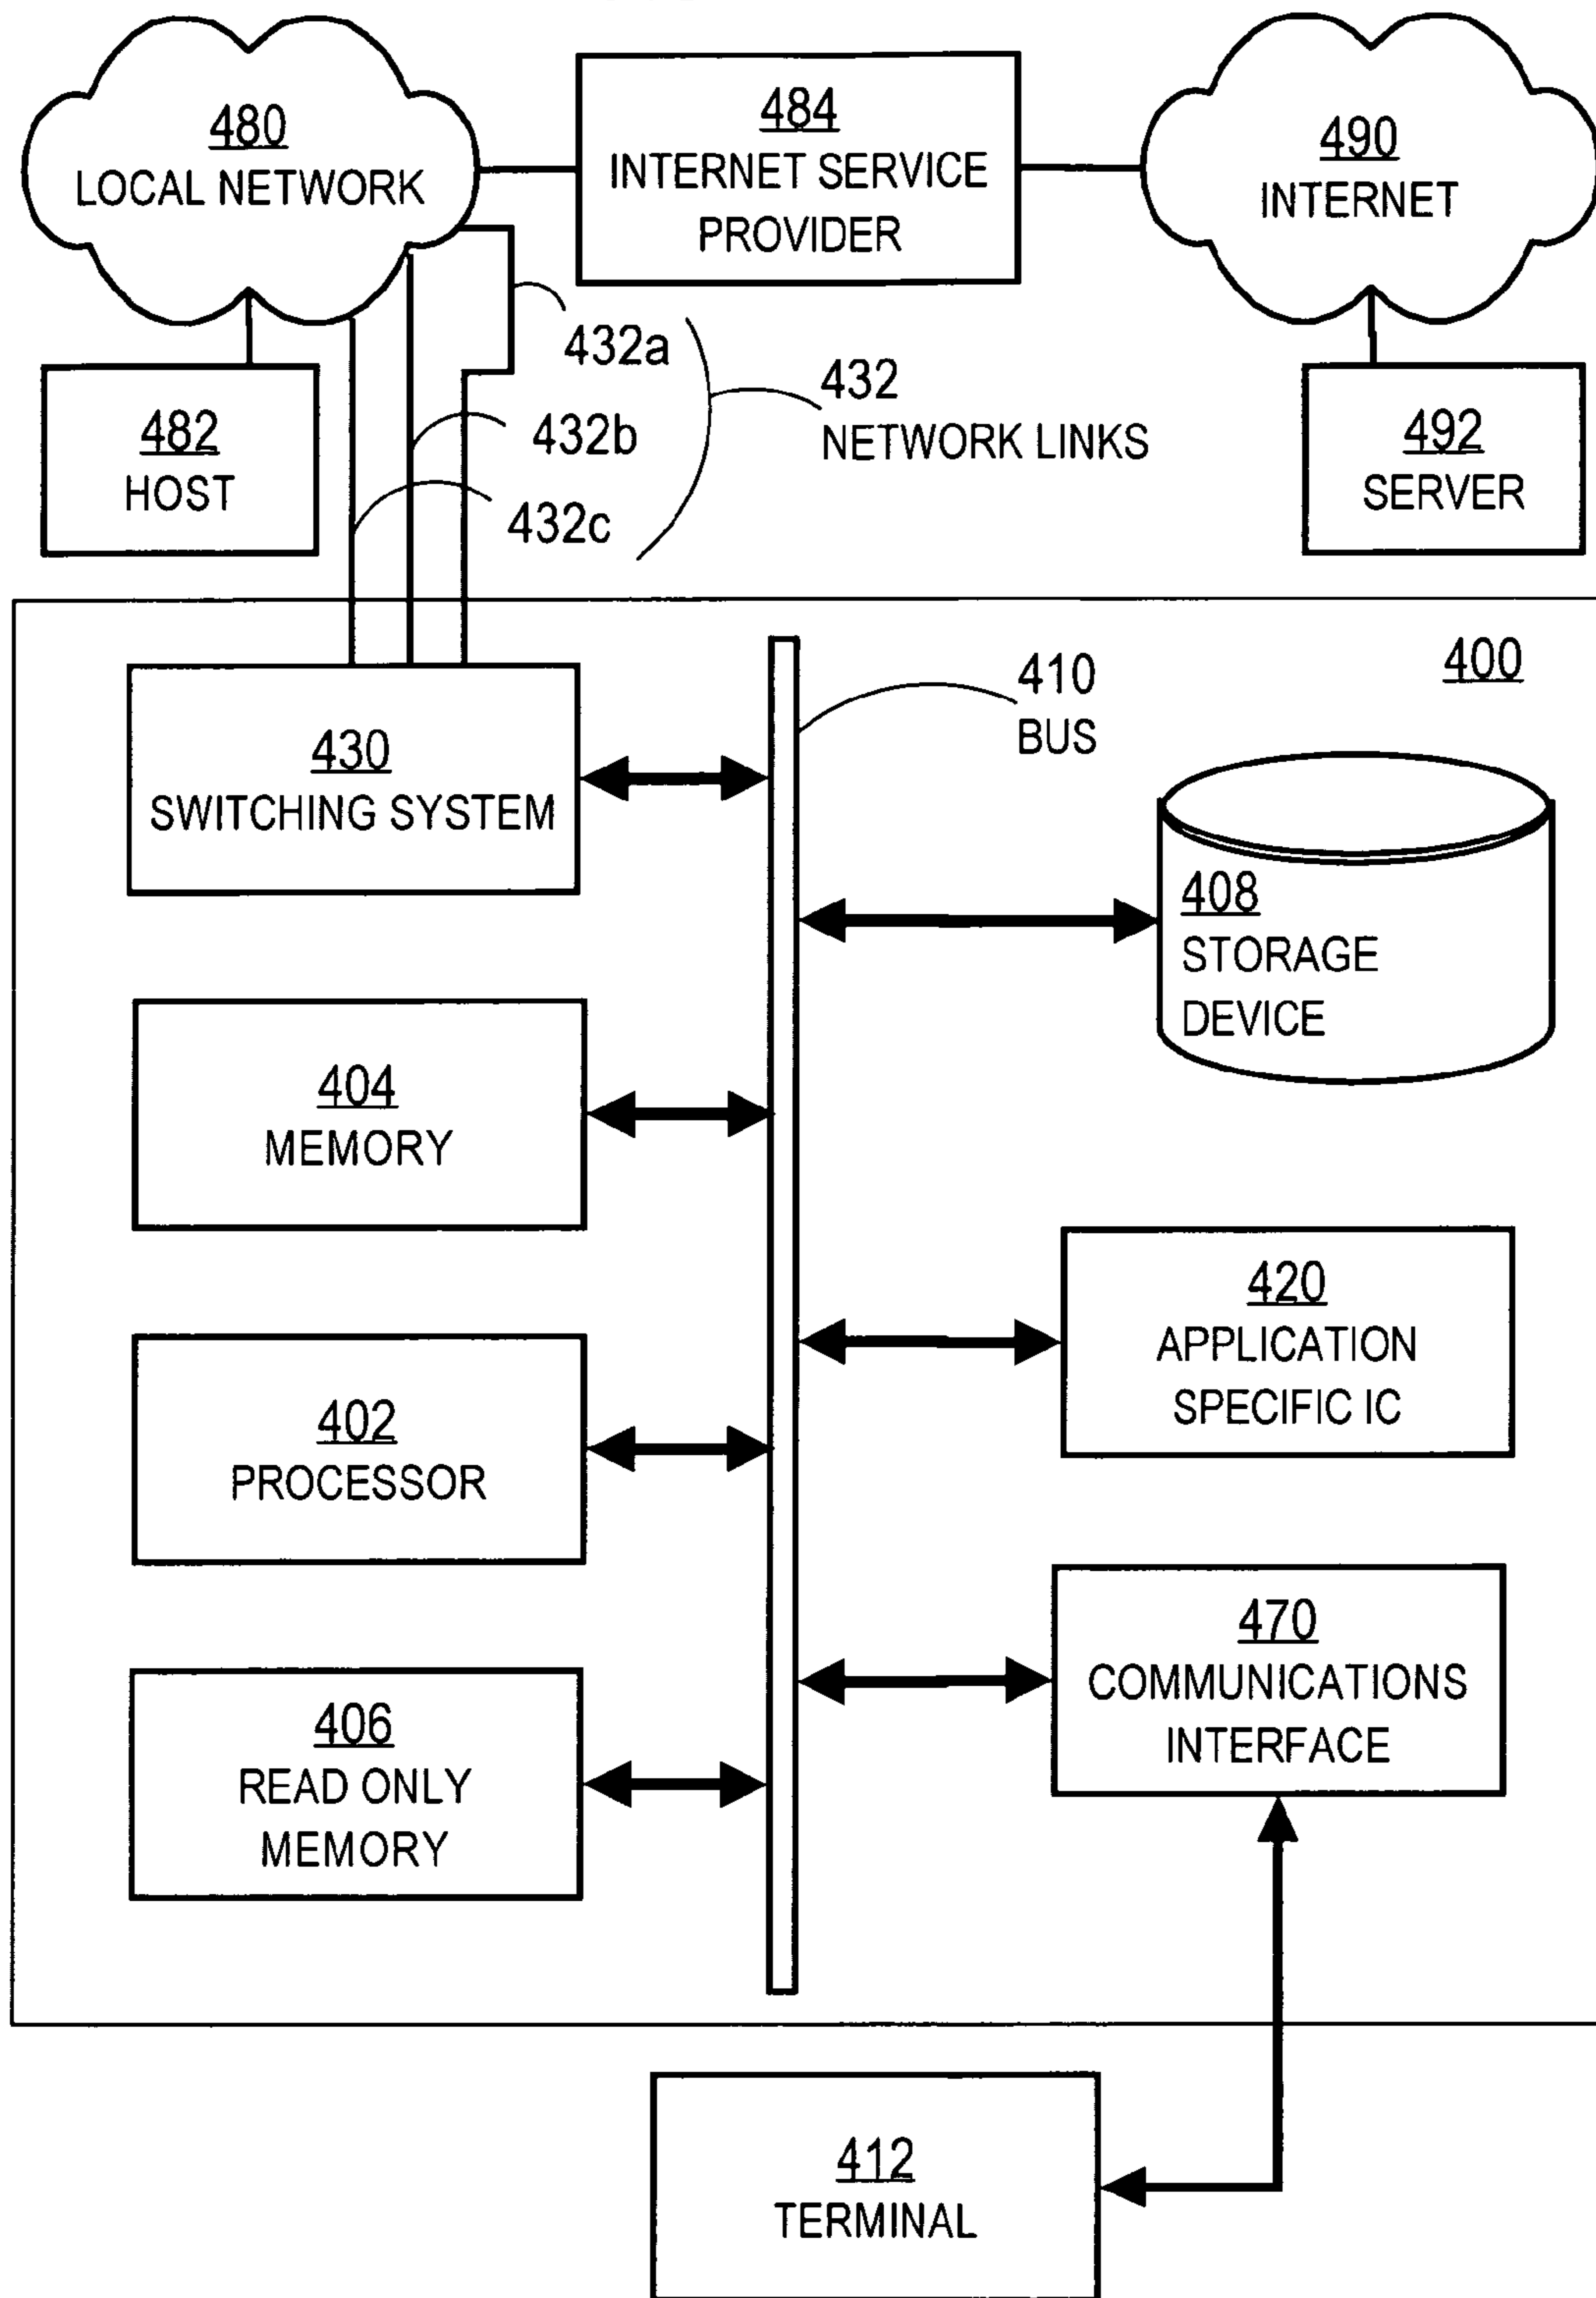 480
LOCAL NETWORK
484
INTERNET SERVICE
PROVIDER
490
INTERNET
432a
432b
432c
432
NETWORK LINKS
482
HOST
492
SERVER
400
410
BUS
430
SWITCHING SYSTEM
408
STORAGE
DEVICE
404
MEMORY
420
APPLICATION
SPECIFIC IC
402
PROCESSOR
470
COMMUNICATIONS
INTERFACE
406
READ ONLY
MEMORY
412
TERMINAL